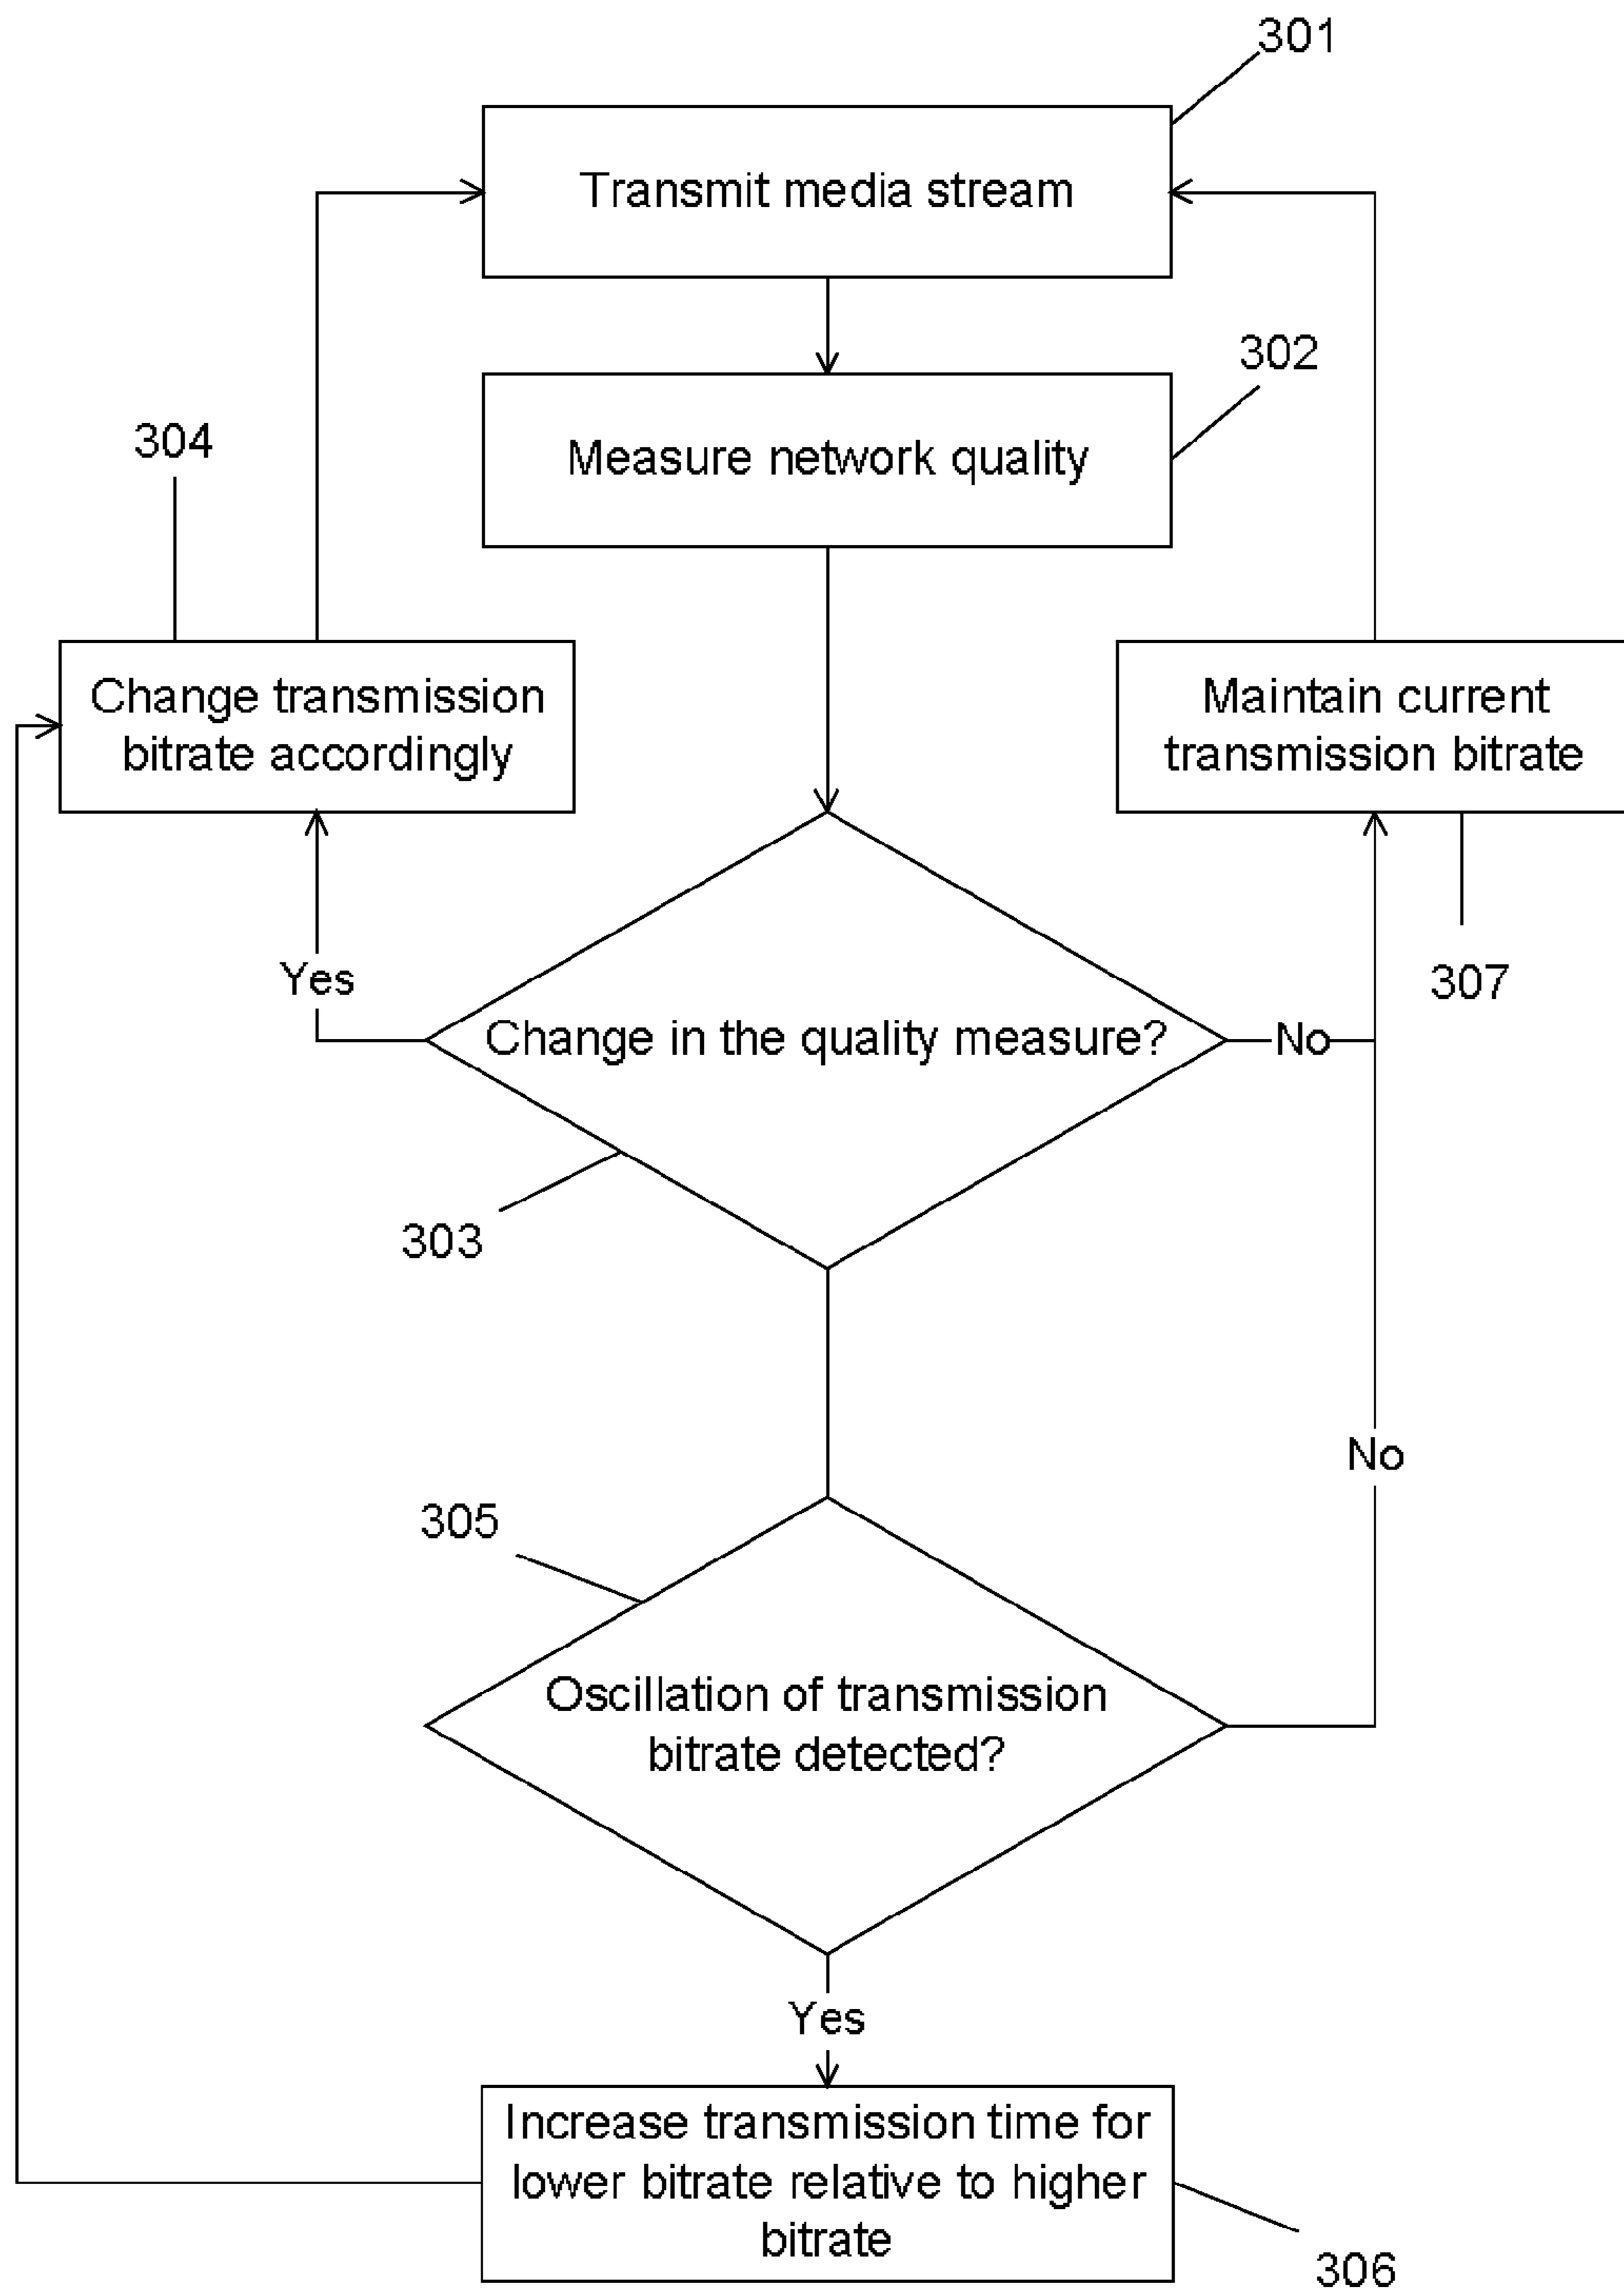 301
Transmit media stream
302
Measure network quality
304
Change transmission
bitrate accordingly
Maintain current
transmission bitrate
Yes
307
Change in the quality measure?
No
303
No
305
Oscillation of transmission
bitrate detected?
Yes
Increase transmission time for
lower bitrate relative to higher
bitrate
306